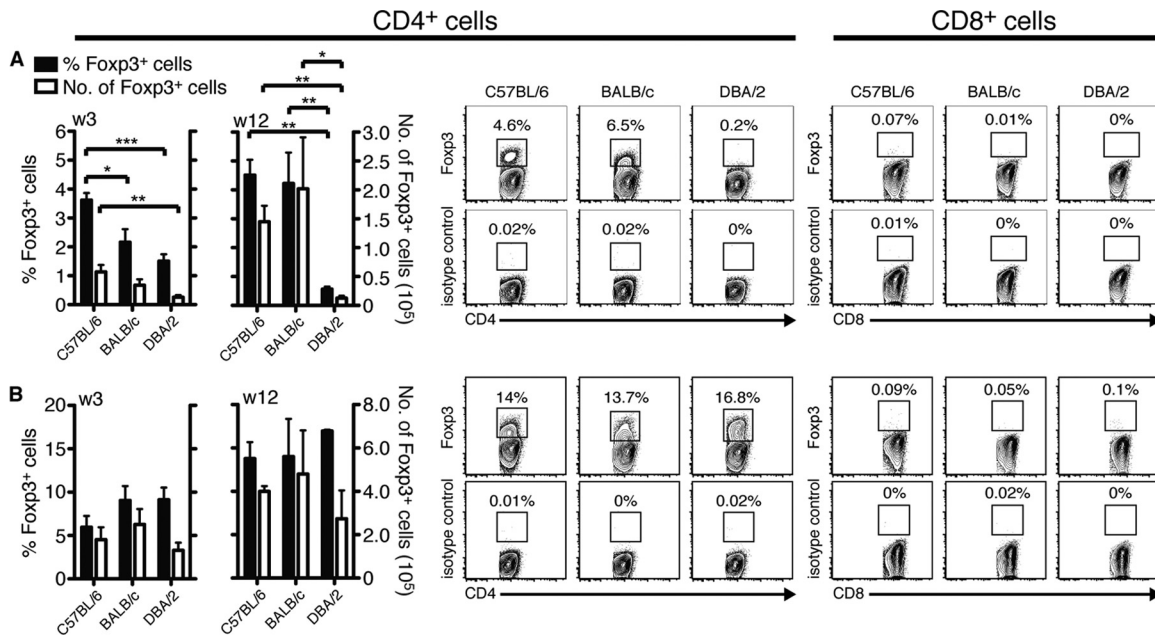 CD4+ cells
CD8+ cells
A
% Foxp3+ cells
No. of Foxp3+ cells
*
**
**
**
w3
w12
***
*
**
% Foxp3+ cells
6
5
4
3
2
1
0
3.0
2.5
2.0
1.5
1.0
0.5
0
No. of Foxp3+ cells (10⁵)
C57BL/6
BALB/c
DBA/2
C57BL/6
BALB/c
DBA/2
C57BL/6
BALB/c
DBA/2
Foxp3
4.6%
6.5%
0.2%
isotype control
0.02%
0.02%
0%
CD4
C57BL/6
BALB/c
DBA/2
Foxp3
0.07%
0.01%
0%
isotype control
0.01%
0%
0%
CD8
B
w3
w12
% Foxp3+ cells
20
15
10
5
0
8.0
6.0
4.0
2.0
0
No. of Foxp3+ cells (10⁵)
C57BL/6
BALB/c
DBA/2
C57BL/6
BALB/c
DBA/2
Foxp3
14%
13.7%
16.8%
isotype control
0.01%
0%
0.02%
CD4
Foxp3
0.09%
0.05%
0.1%
isotype control
0%
0.02%
0%
CD8